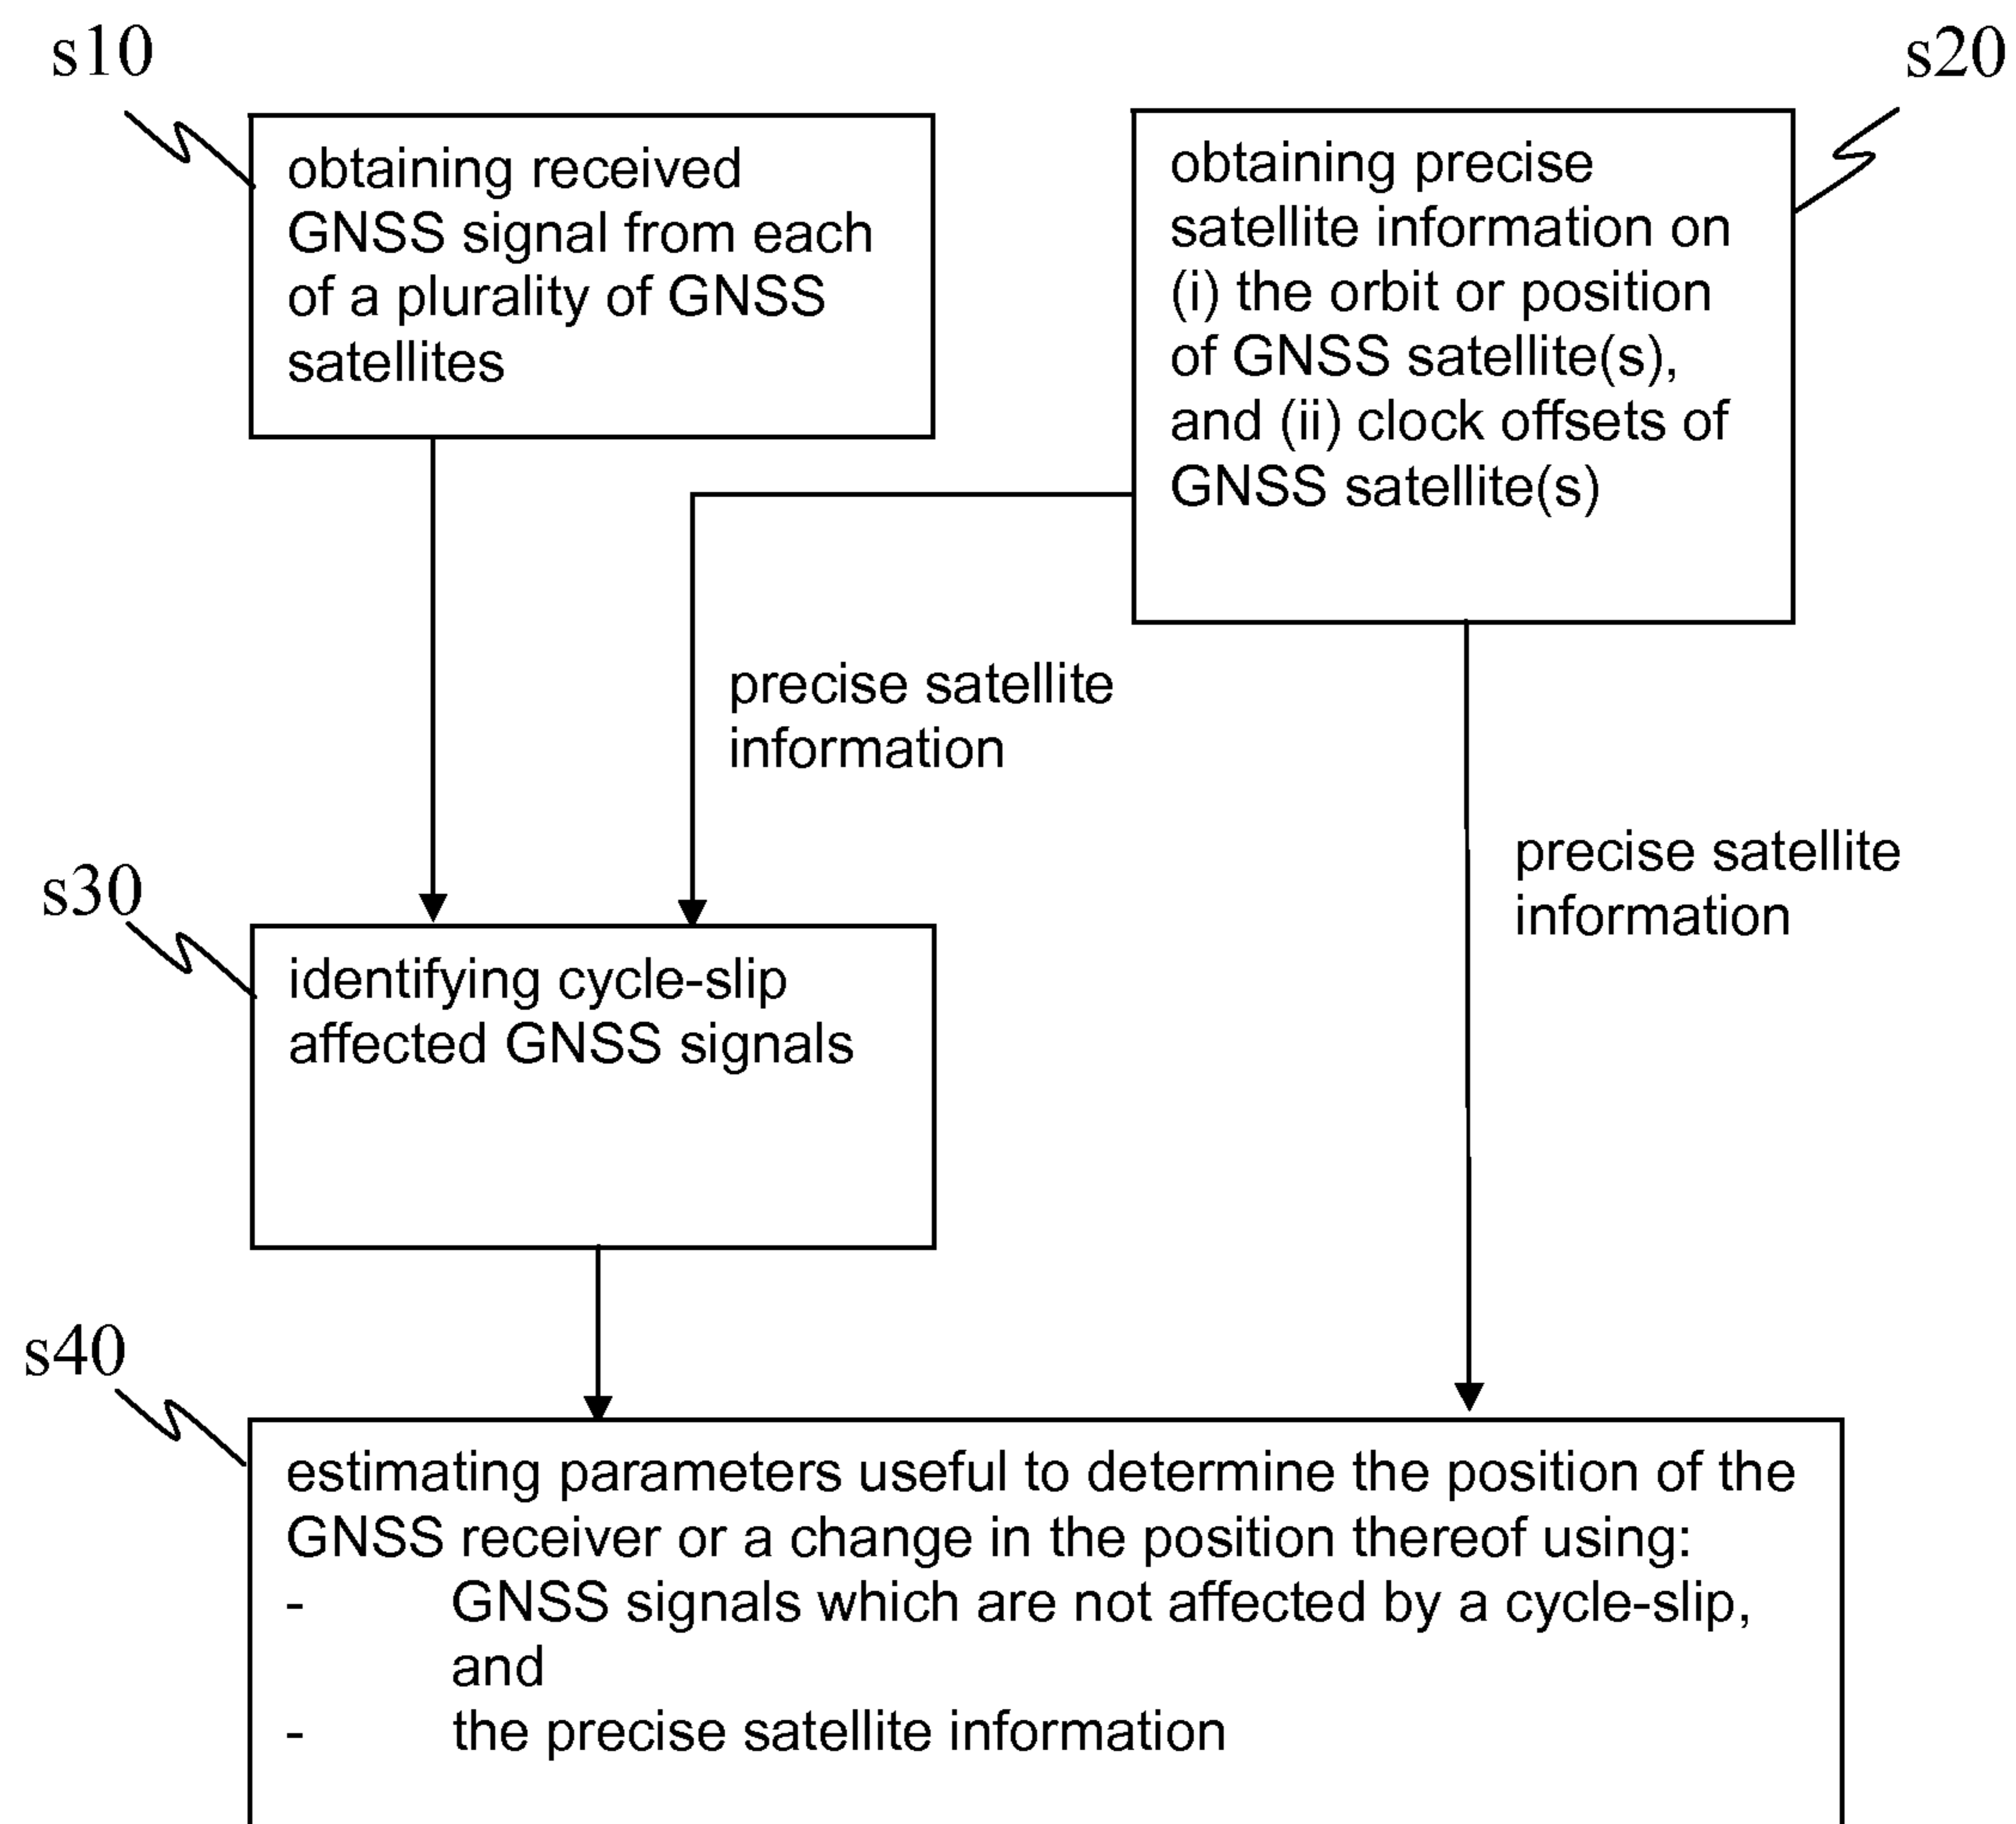 s10
s20
obtaining received
GNSS signal from each
of a plurality of GNSS
satellites
obtaining precise
satellite information on
(i) the orbit or position
of GNSS satellite(s),
and (ii) clock offsets of
GNSS satellite(s)
precise satellite
information
precise satellite
information
s30
identifying cycle-slip
affected GNSS signals
s40
estimating parameters useful to determine the position of the
GNSS receiver or a change in the position thereof using:
- GNSS signals which are not affected by a cycle-slip,
and
- the precise satellite information